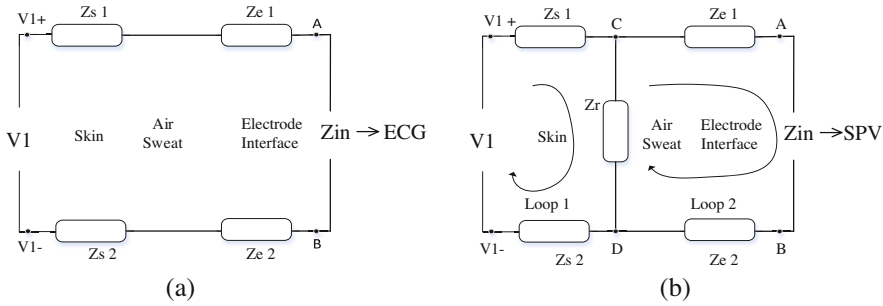 Zs 1
Ze 1
V1+
A
V1
Skin
Air
Sweat
Electrode
Interface
Zin → ECG
V1-
Zs 2
Ze 2
B
(a)
Zs 1
C
Ze 1
V1 +
A
Zr
V1
Skin
Air
Sweat
Electrode
Interface
Zin → SPV
Loop 1
Loop 2
V1-
Zs 2
D
Ze 2
B
(b)